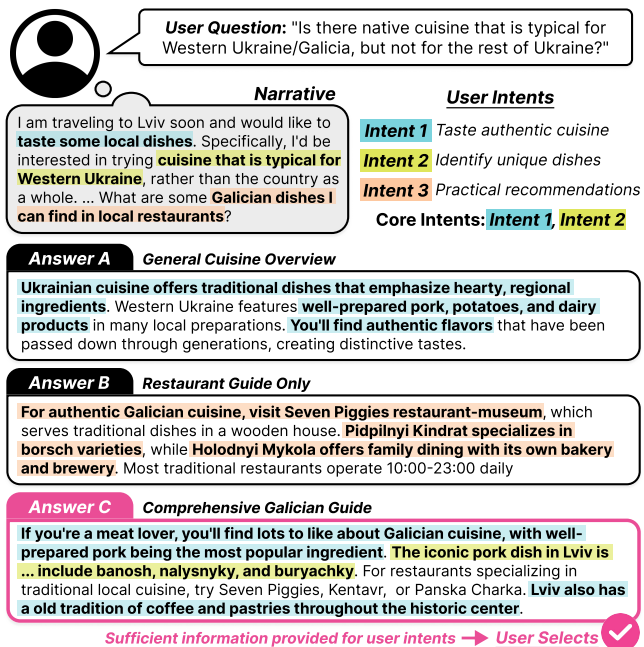 User Question: "Is there native cuisine that is typical for
Western Ukraine/Galicia, but not for the rest of Ukraine?"
Narrative
I am traveling to Lviv soon and would like to
taste some local dishes. Specifically, I'd be
interested in trying cuisine that is typical for
Western Ukraine, rather than the country as
a whole. ... What are some Galician dishes I
can find in local restaurants?
User Intents
Intent 1 Taste authentic cuisine
Intent 2 Identify unique dishes
Intent 3 Practical recommendations
Core Intents: Intent 1, Intent 2
Answer A General Cuisine Overview
Ukrainian cuisine offers traditional dishes that emphasize hearty, regional
ingredients. Western Ukraine features well-prepared pork, potatoes, and dairy
products in many local preparations. You'll find authentic flavors that have been
passed down through generations, creating distinctive tastes.
Answer B Restaurant Guide Only
For authentic Galician cuisine, visit Seven Piggies restaurant-museum, which
serves traditional dishes in a wooden house. Pidpilnyi Kindrat specializes in
borsch varieties, while Holodnyi Mykola offers family dining with its own bakery
and brewery. Most traditional restaurants operate 10:00-23:00 daily
Answer C Comprehensive Galician Guide
If you're a meat lover, you'll find lots to like about Galician cuisine, with well-
prepared pork being the most popular ingredient. The iconic pork dish in Lviv is
... include banosh, nalysnyky, and buryachky. For restaurants specializing in
traditional local cuisine, try Seven Piggies, Kentavr, or Panska Charka. Lviv also has
a old tradition of coffee and pastries throughout the historic center.
Sufficient information provided for user intents → User Selects